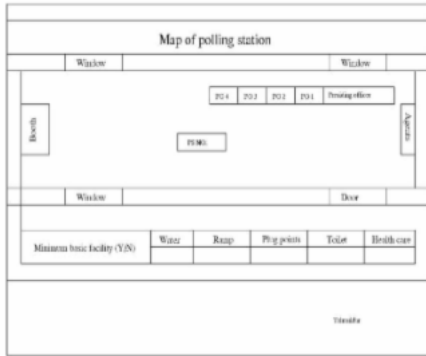 Map of polling station
Window Window
PO 4 PO 3 PO 2 PO 1 Presiding officer
Booth
Agents
Window Door
Minimum basic facility (Y/N) Water Ramp Plug points Toilet Health care